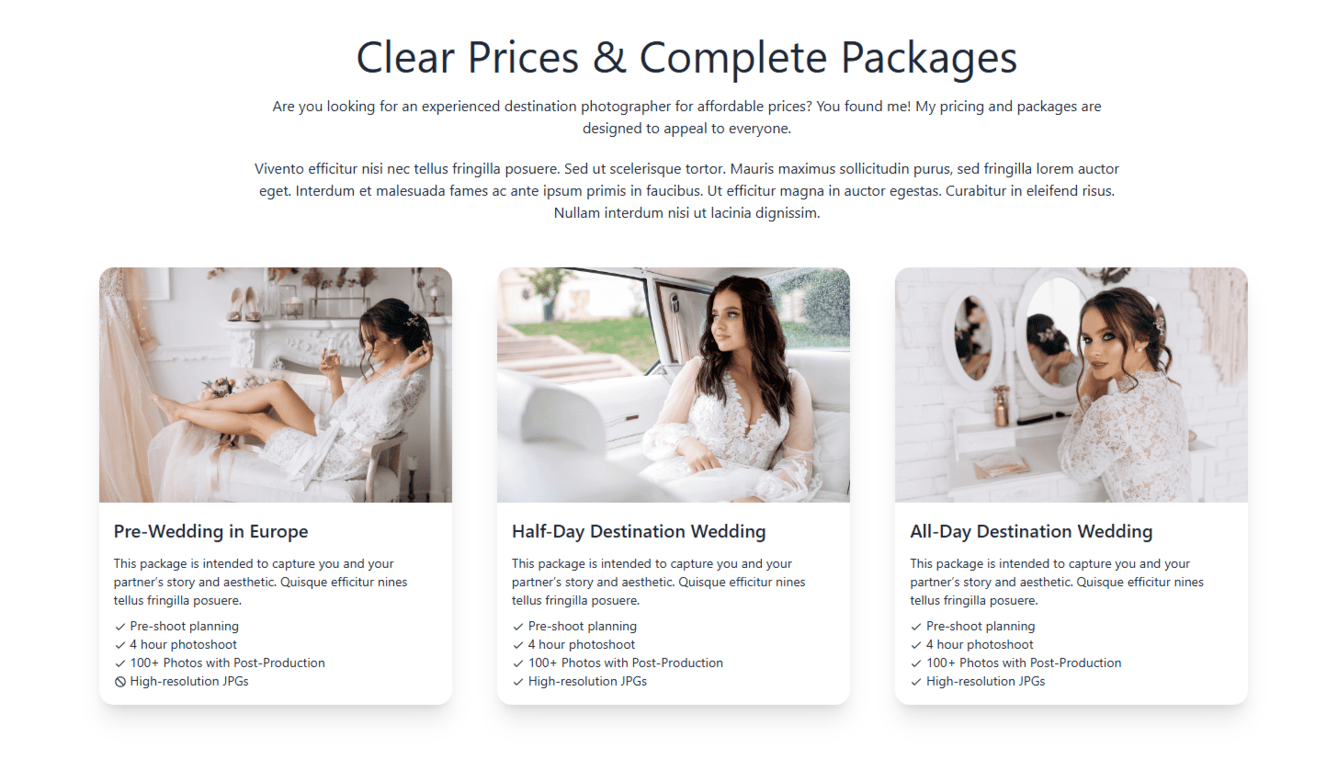 Clear Prices & Complete Packages
Are you looking for an experienced destination photographer for affordable prices? You found me! My pricing and packages are
designed to appeal to everyone.
Vivento efficitur nisi nec tellus fringilla posuere. Sed ut scelerisque tortor. Mauris maximus sollicitudin purus, sed fringilla lorem auctor
eget. Interdum et malesuada fames ac ante ipsum primis in faucibus. Ut efficitur magna in auctor egestas. Curabitur in eleifend risus.
Nullam interdum nisi ut lacinia dignissim.
Pre-Wedding in Europe
This package is intended to capture you and your
partner’s story and aesthetic. Quisque efficitur nines
tellus fringilla posuere.
Pre-shoot planning
4 hour photoshoot
100+ Photos with Post-Production
High-resolution JPGs
Half-Day Destination Wedding
This package is intended to capture you and your
partner’s story and aesthetic. Quisque efficitur nines
tellus fringilla posuere.
Pre-shoot planning
4 hour photoshoot
100+ Photos with Post-Production
High-resolution JPGs
All-Day Destination Wedding
This package is intended to capture you and your
partner’s story and aesthetic. Quisque efficitur nines
tellus fringilla posuere.
Pre-shoot planning
4 hour photoshoot
100+ Photos with Post-Production
High-resolution JPGs